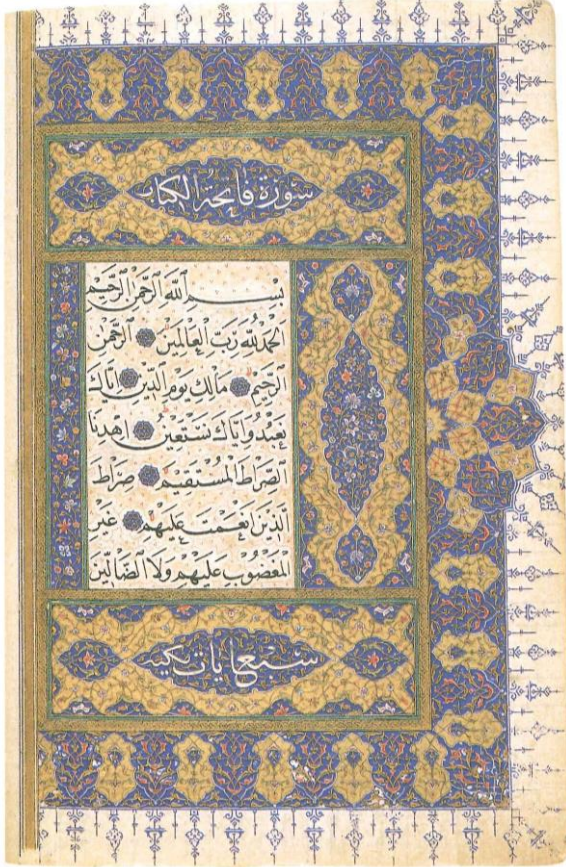 سورة فاتحة الكتاب
بسم الله الرحمن الرحيم
الحمد لله رب العالمين الرحمن
الرحيم مالك يوم الدين اياك
نعبد واياك نستعين اهدنا
الصراط المستقيم صراط
الذين انعمت عليهم غير
المغضوب عليهم ولا الضالين
سبع ايات مكية